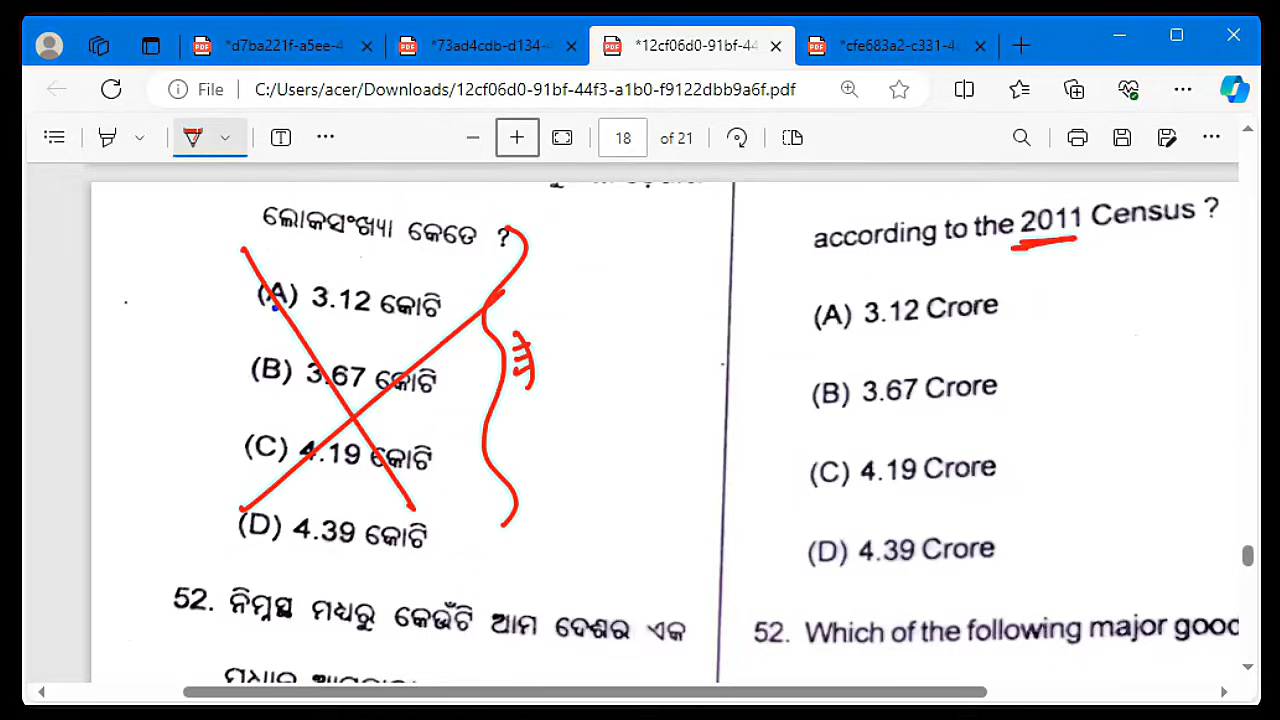 *d7ba221f-a5ee-4
*73ad4cdb-d134-
*12cf06d0-91bf-44
*cfe683a2-c331-4
File
C:/Users/acer/Downloads/12cf06d0-91bf-44f3-a1b0-f9122dbb9a6f.pdf
18 of 21
ଲୋକସଂଖ୍ୟା କେତେ ?
(A) 3.12 କୋଟି
(B) 3.67 କୋଟି
(C) 4.19 କୋଟି
(D) 4.39 କୋଟି
52. ନିମ୍ନସ୍ଥ ମଧ୍ଯରୁ କେଉଁଟି ଆମ ଦେଶର ଏକ
according to the 2011 Census ?
(A) 3.12 Crore
(B) 3.67 Crore
(C) 4.19 Crore
(D) 4.39 Crore
52. Which of the following major good